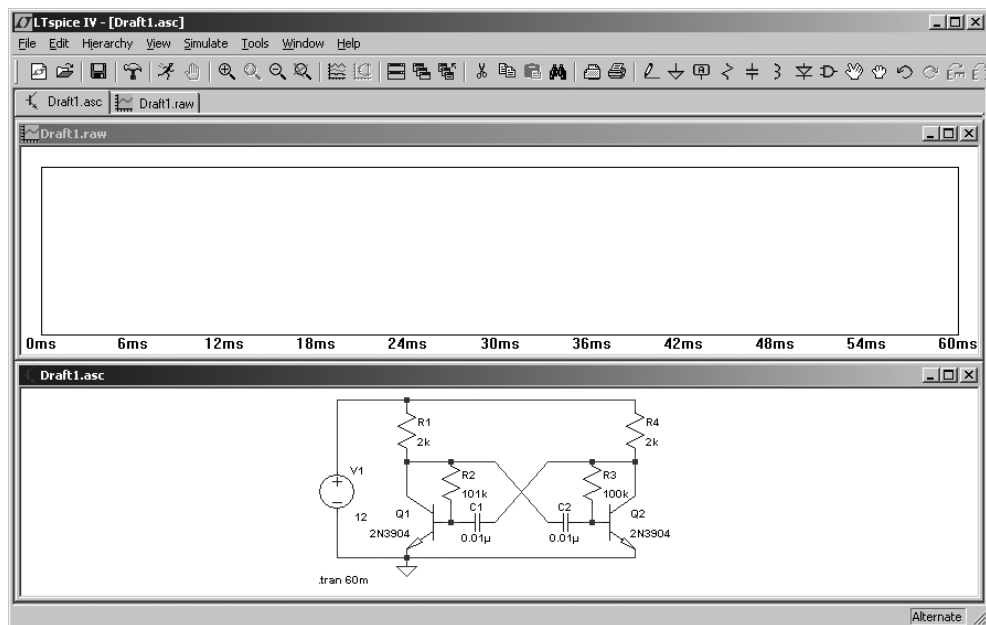 LTspice IV - [Draft1.asc]
File Edit Hierarchy View Simulate Tools Window Help
Draft1.asc Draft1.raw
Draft1.raw
0ms 6ms 12ms 18ms 24ms 30ms 36ms 42ms 48ms 54ms 60ms
Draft1.asc
R1 R4
2k 2k
V1 R2 R3
101k 100k
C1 C2
12 Q1 Q2
2N3904 0.01µ 0.01µ 2N3904
.tran 60m
Alternate